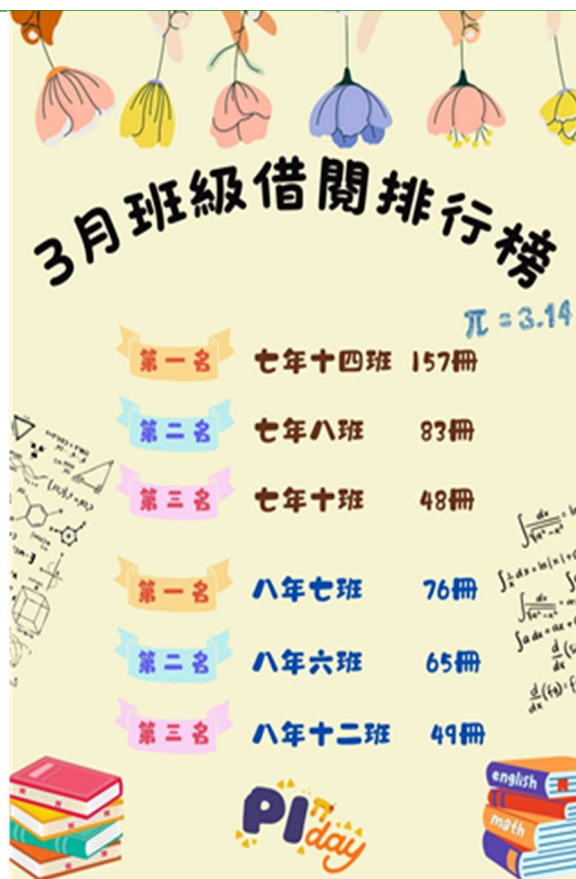 3月班級借閱排行榜
π = 3.14
第一名 七年十四班 157冊
第二名 七年八班 83冊
第三名 七年十班 48冊
第一名 八年七班 76冊
第二名 八年六班 65冊
第三名 八年十二班 49冊
english
math
PI day
π